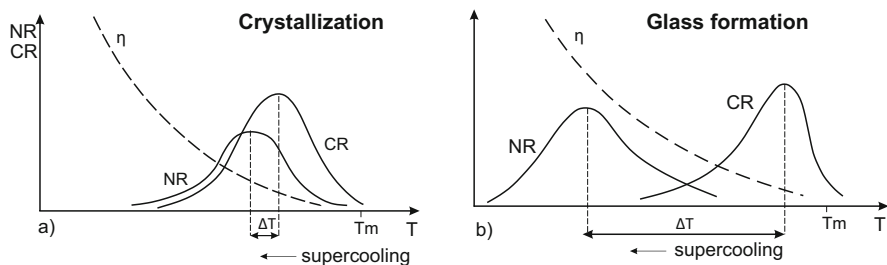 Crystallization
NR
CR
η
NR
CR
ΔT
Tm
T
a)
supercooling
Glass formation
η
NR
CR
ΔT
Tm
T
b)
supercooling